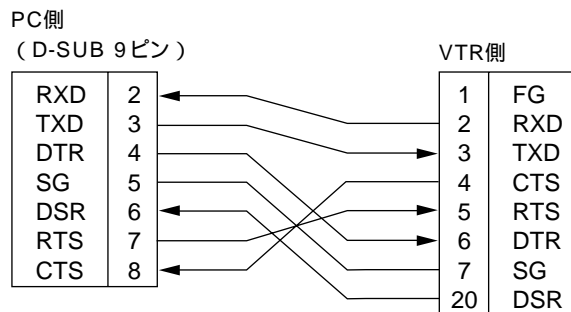 PC側
(D-SUB 9ピン)
VTR側
RXD 2
TXD 3
DTR 4
SG 5
DSR 6
RTS 7
CTS 8
1 FG
2 RXD
3 TXD
4 CTS
5 RTS
6 DTR
7 SG
20 DSR